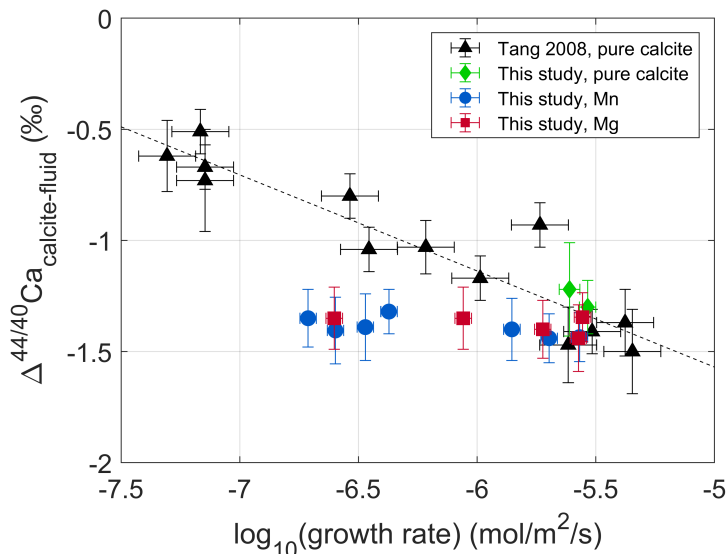 0
-0.5
-1
-1.5
-2
-7.5 -7 -6.5 -6 -5.5 -5
Δ44/40Cacalcite-fluid (‰)
log10(growth rate) (mol/m2/s)
Tang 2008, pure calcite
This study, pure calcite
This study, Mn
This study, Mg